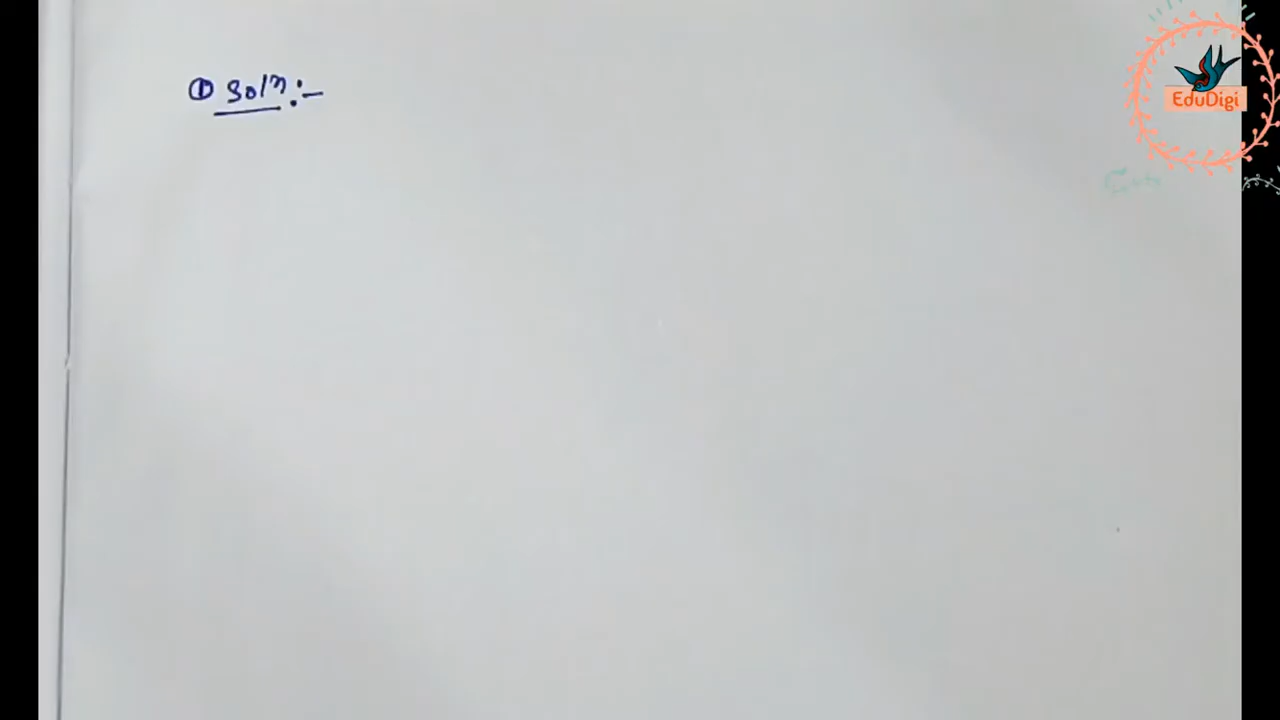 ① Soln :-
EduDigi